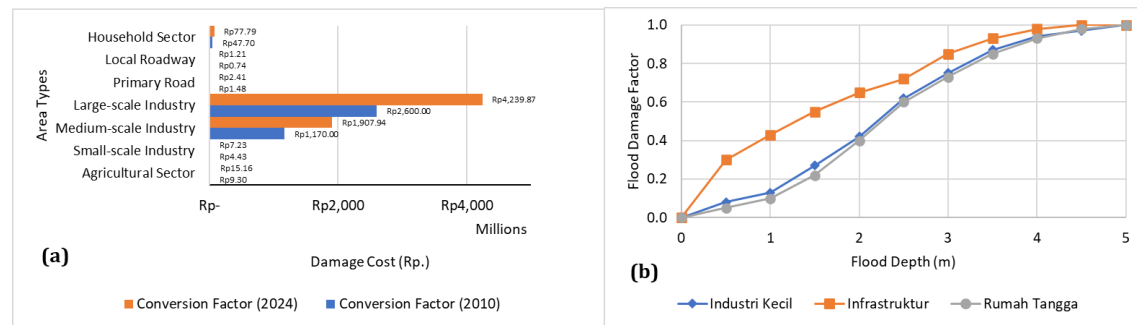 Area Types
Household Sector
Local Roadway
Primary Road
Large-scale Industry
Medium-scale Industry
Small-scale Industry
Agricultural Sector
Rp77.79
Rp47.70
Rp1.21
Rp0.74
Rp2.41
Rp1.48
Rp4,239.87
Rp2,600.00
Rp1,907.94
Rp1,170.00
Rp7.23
Rp4.43
Rp15.16
Rp9.30
Rp- Rp2,000 Rp4,000
Millions
(a)
Damage Cost (Rp.)
Conversion Factor (2024) Conversion Factor (2010)
Flood Damage Factor
1.0
0.8
0.6
0.4
0.2
0.0
0 1 2 3 4 5
Flood Depth (m)
(b)
Industri Kecil Infrastruktur Rumah Tangga